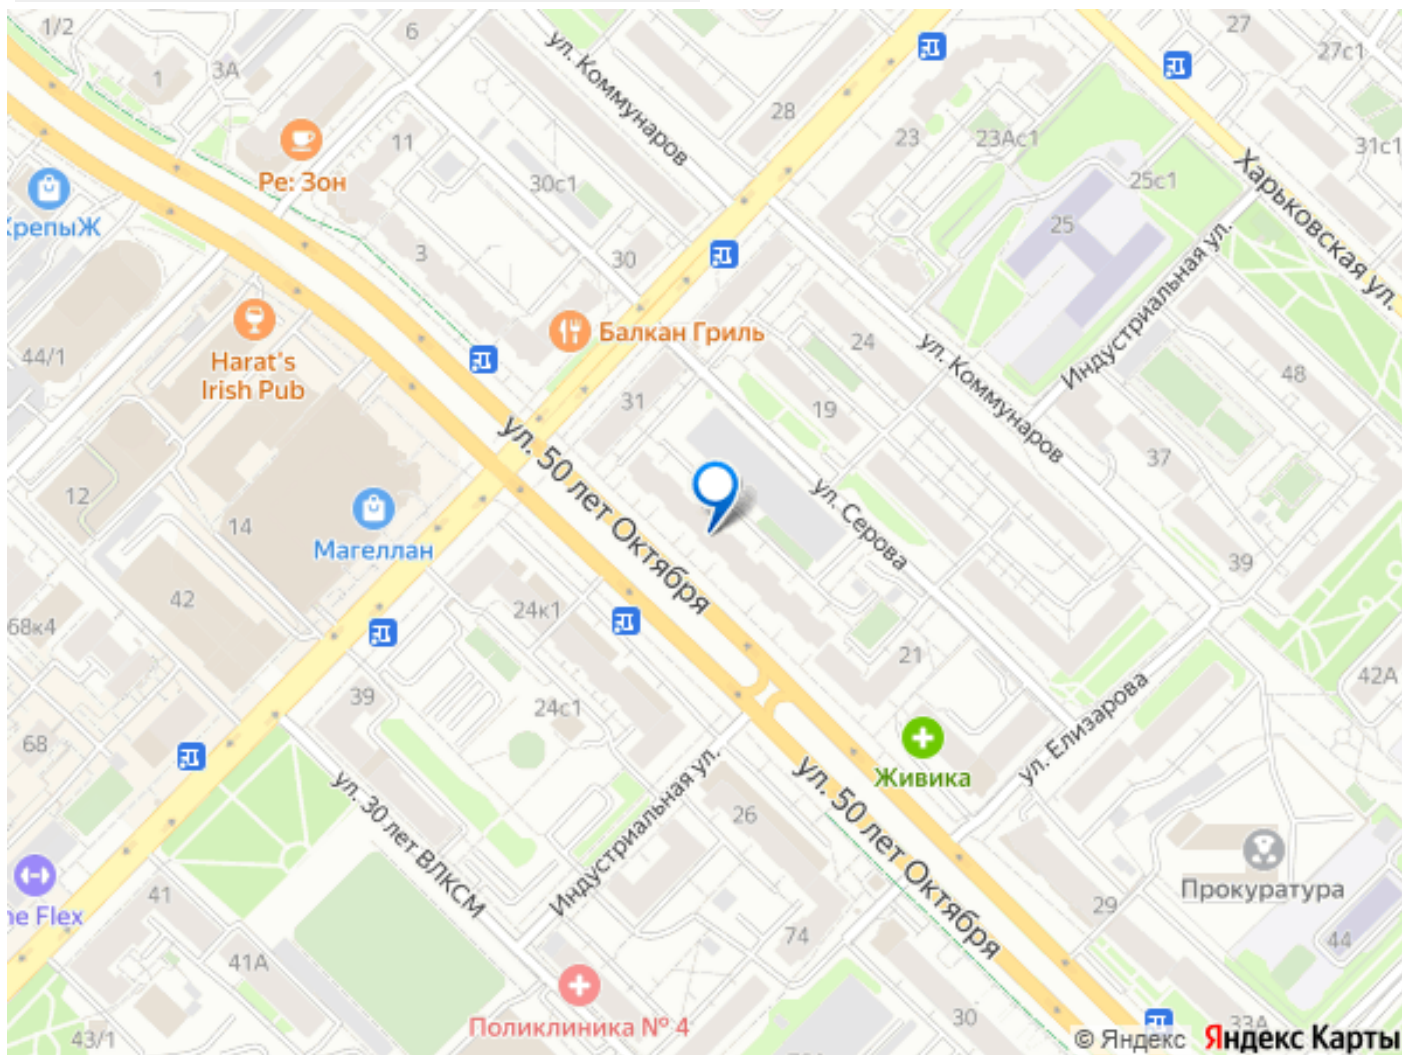 1/2
6
27
27с1
1
3А
ул. Коммунаров
28
11
23
23Ас1
31с1
Ре: Зон
30с1
25с1
Харьковская ул.
КрепыЖ
25
3
30
Индустриальная ул.
Балкан Гриль
24
ул. Коммунаров
44/1
Harat's
Irish Pub
31
19
48
ул. 50 лет Октября
37
12
14
Магеллан
ул. Серова
39
42
24к1
68к4
21
42А
39
24с1
ул. Елизарова
68
Живика
ул. 30 лет ВЛКСМ
Индустриальная ул.
26
ул. 50 лет Октября
Прокуратура
41
29
ne Flex
74
44
41А
Поликлиника № 4
30
33А
43/1
© Яндекс Яндекс Карты